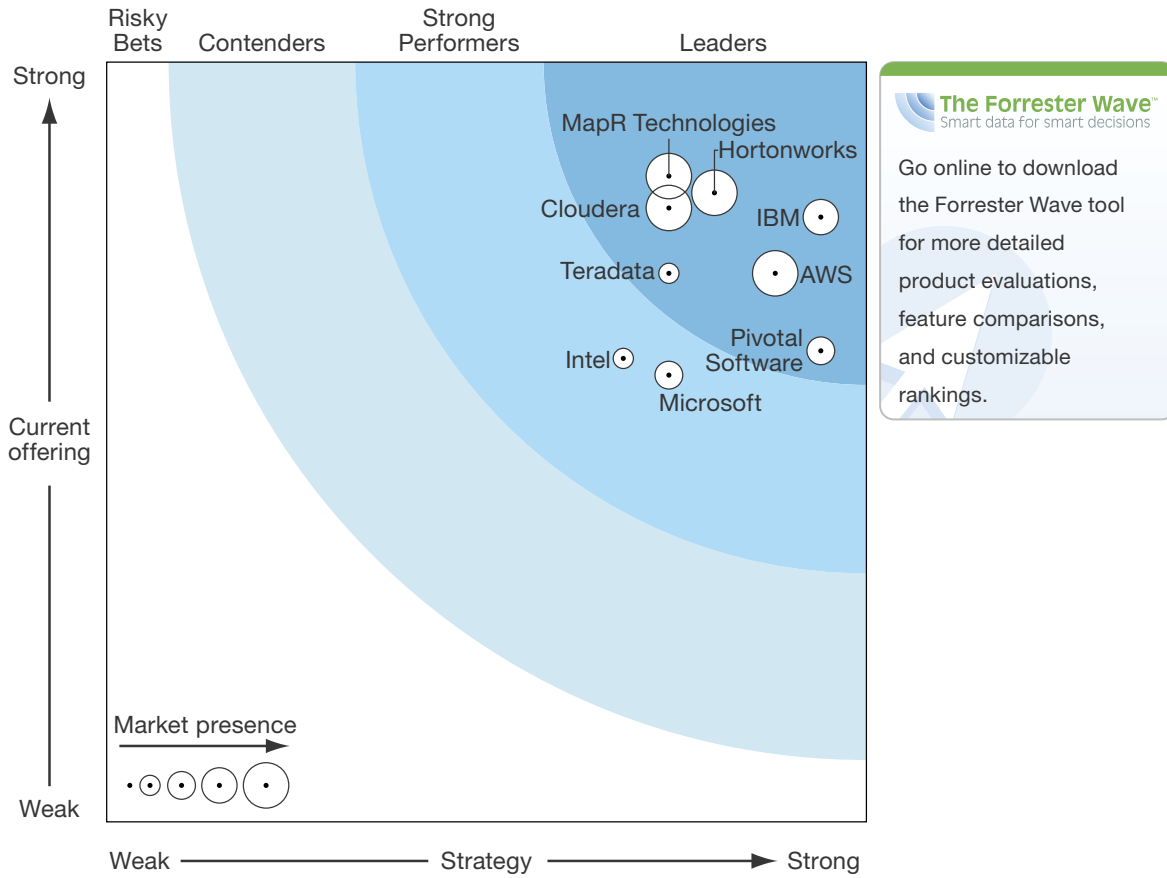 Risky
Bets
Contenders
Strong
Performers
Leaders
Strong
Current
offering
Weak
MapR Technologies
Hortonworks
Cloudera
IBM
Teradata
AWS
Pivotal
Software
Intel
Microsoft
Market presence
Weak
Strategy
Strong
The Forrester Wave™
Smart data for smart decisions
Go online to download
the Forrester Wave tool
for more detailed
product evaluations,
feature comparisons,
and customizable
rankings.